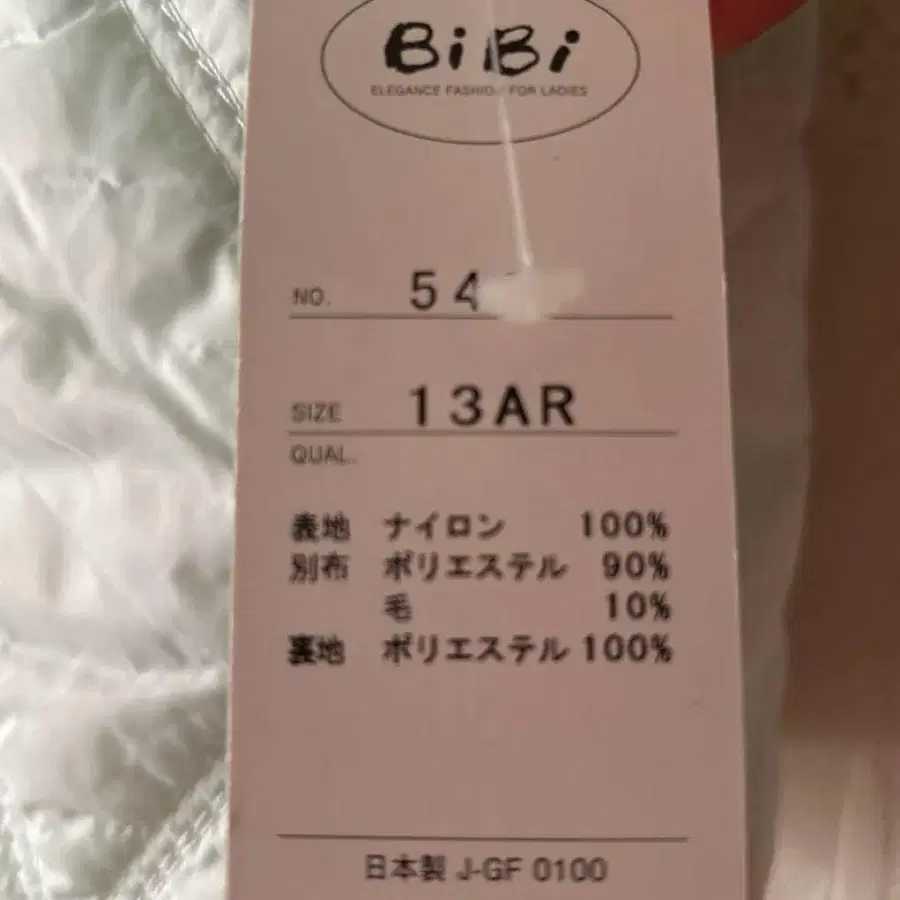 BiBi
ELEGANCE FASHION FOR LADIES
NO. 54
SIZE 13AR
QUAL.
表地 ナイロン 100%
別布 ポリエステル 90%
毛 10%
裏地 ポリエステル 100%
日本製 J-GF 0100